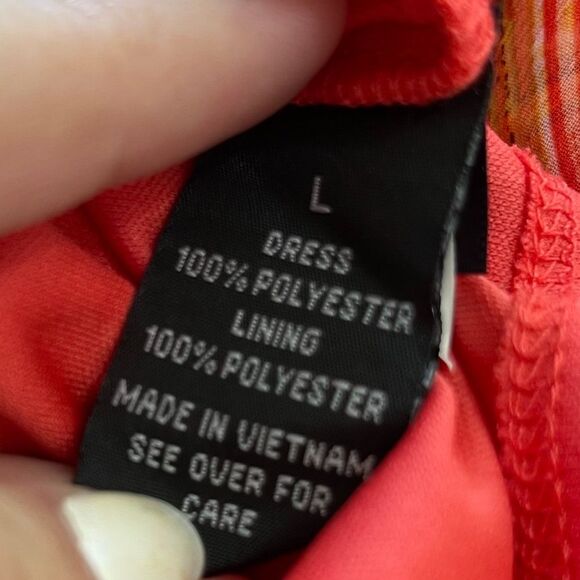 L
DRESS
100% POLYESTER
LINING
100% POLYESTER
MADE IN VIETNAM
SEE OVER FOR
CARE